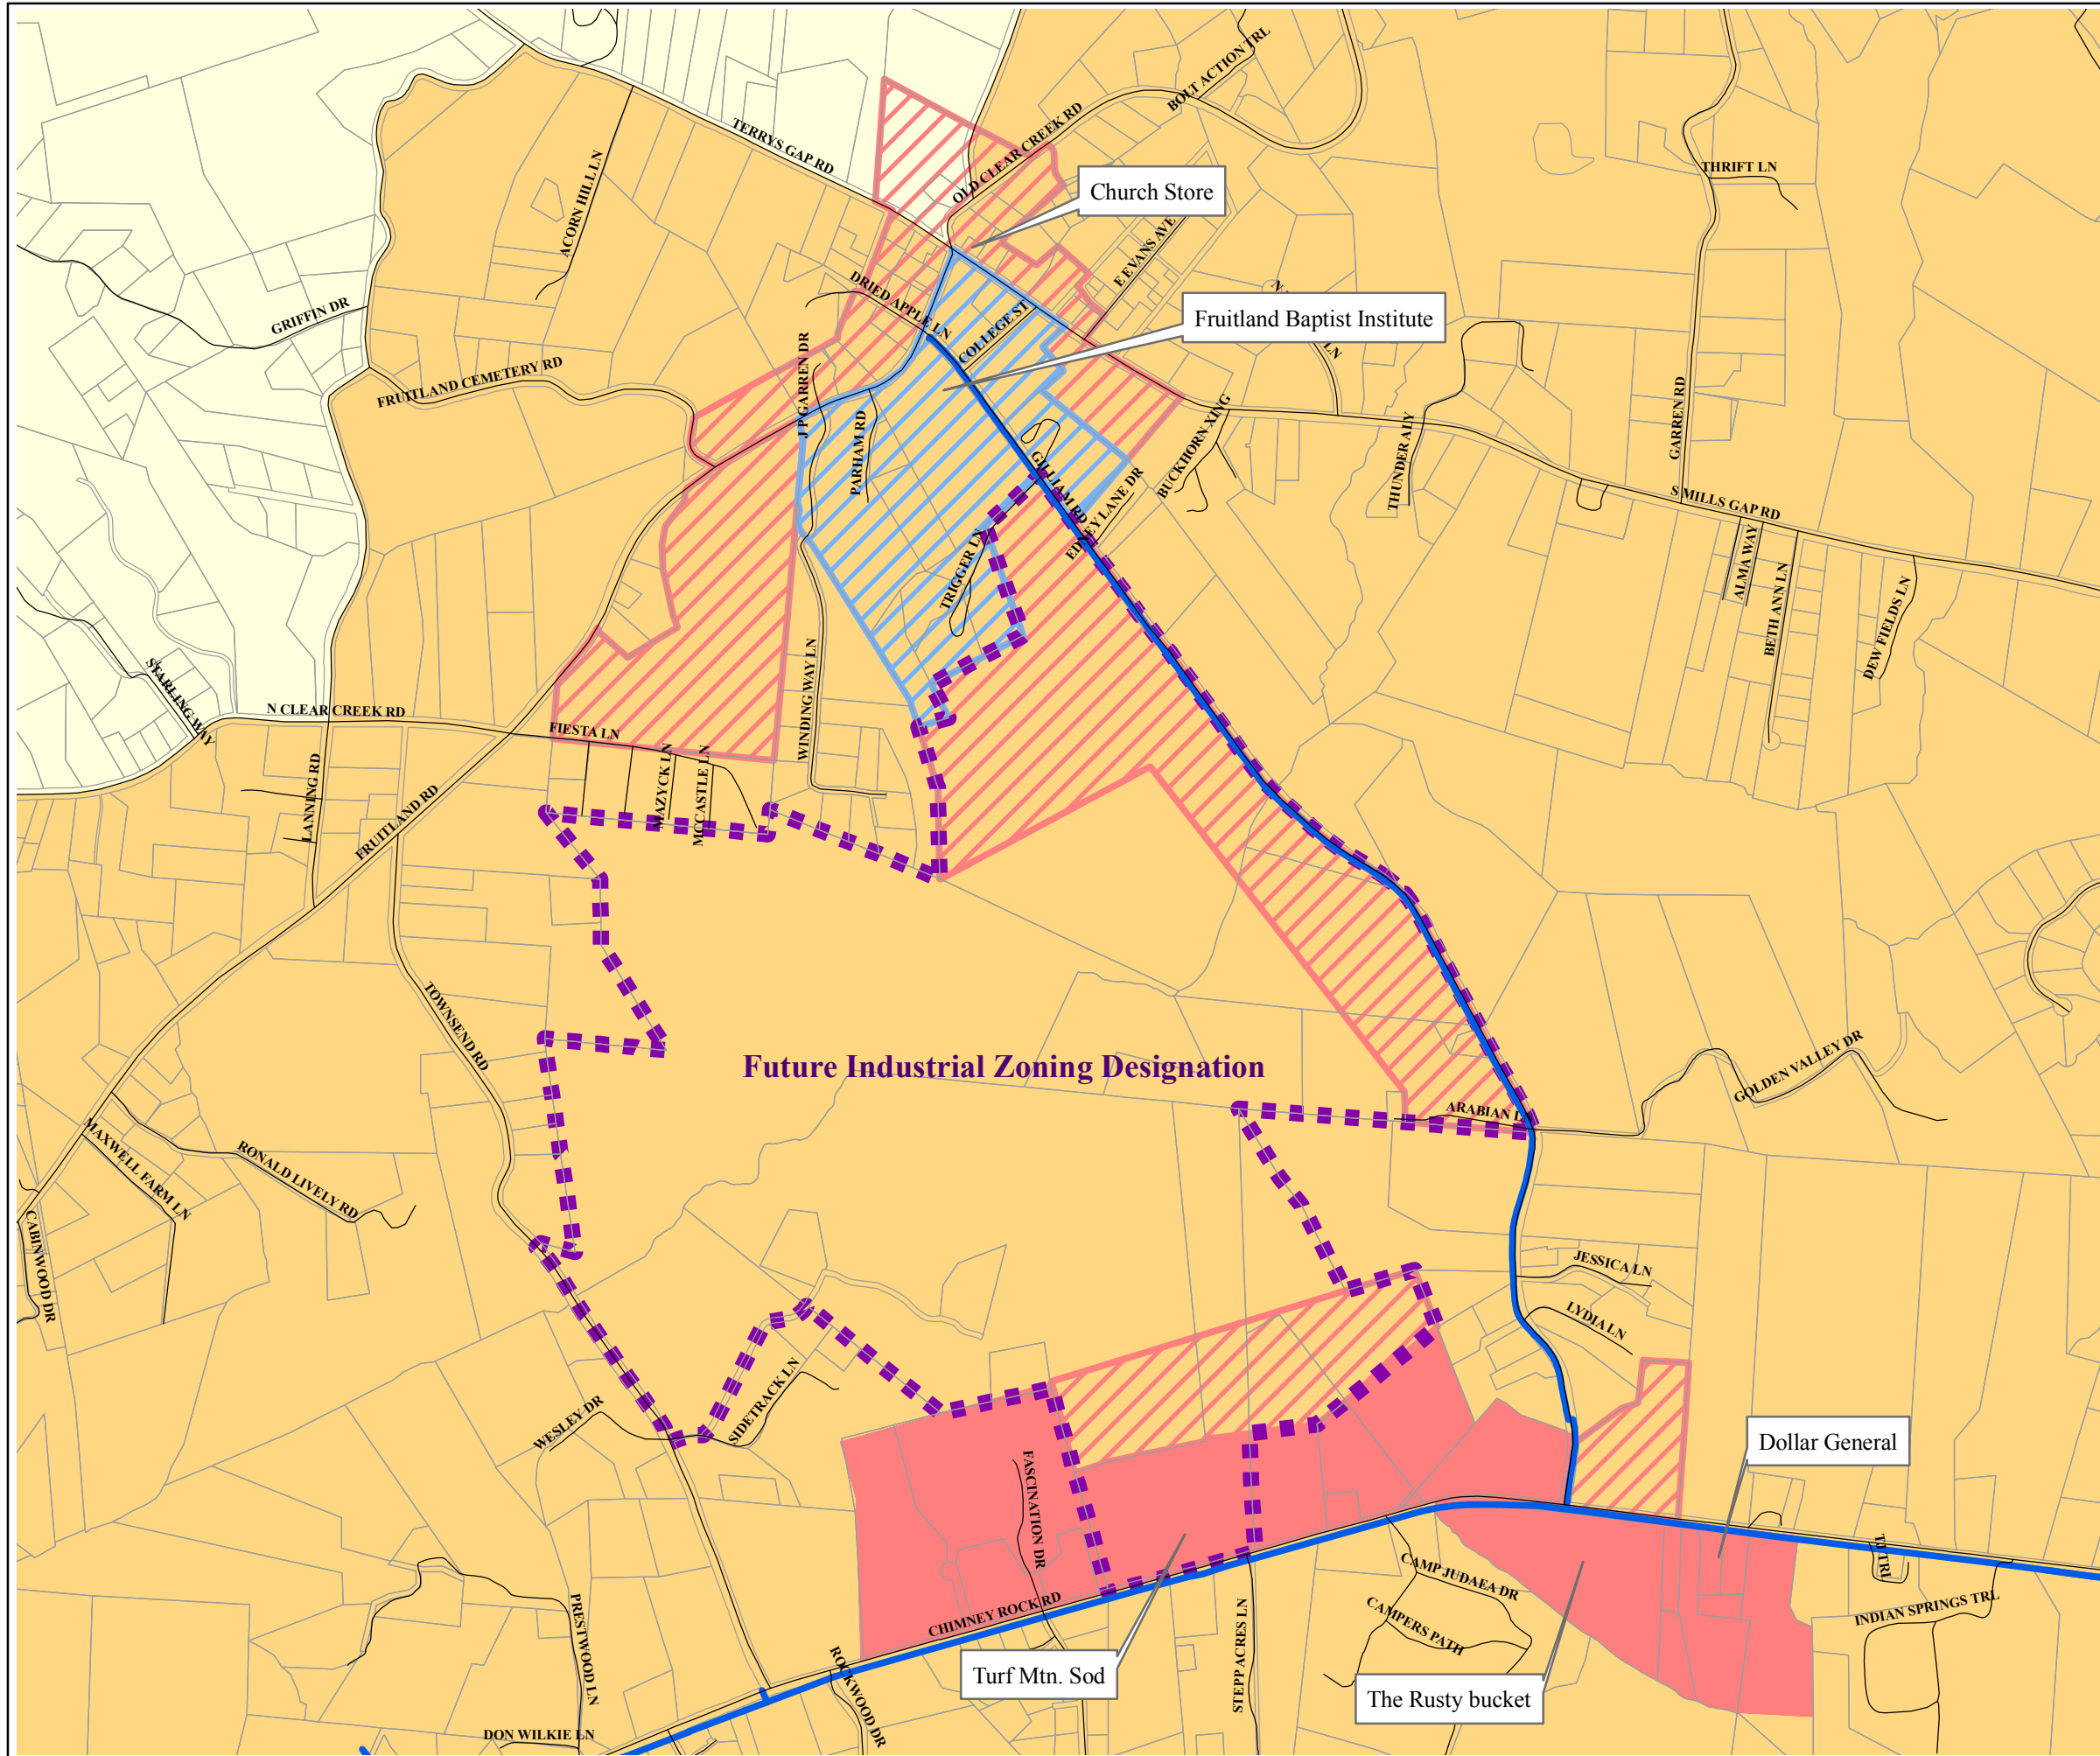 BOLT ACTION TRL
TERRYS GAP RD
OLD CLEAR CREEK RD
THRIFT LN
ACORN HILL LN
Church Store
E EVANS AVE
GRIFFIN DR
DRIED APPLE LN
COLLEGE ST
Fruitland Baptist Institute
LN
FRUITLAND CEMETERY RD
J P GARREN DR
PARHAM RD
GARREN RD
BUCKHORN XING
THUNDER ALY
GILLIAM RD
EDNEY LANE DR
S MILLS GAP RD
ALMA WAY
TRIGGER LN
BETH ANN LN
DEW FIELDS LN
STARLING WAY
N CLEAR CREEK RD
FIESTA LN
WINDING WAY LN
LANNING RD
MAZYCK LN
MCCASTLE LN
FRUITLAND RD
TOWNSEND RD
Future Industrial Zoning Designation
GOLDEN VALLEY DR
ARABIAN LN
MAXWELL FARM LN
RONALD LIVELY RD
CABINWOOD DR
JESSICA LN
LYDIA LN
WESLEY DR
SIDETRACK LN
Dollar General
FASCINATION DR
CAMP JUDAEA DR
TJ TRL
CAMPERS PATH
INDIAN SPRINGS TRL
CHIMNEY ROCK RD
PRESTWOOD LN
STEPP ACRES LN
Turf Mtn. Sod
The Rusty bucket
ROCKWOOD DR
DON WILKIE LN